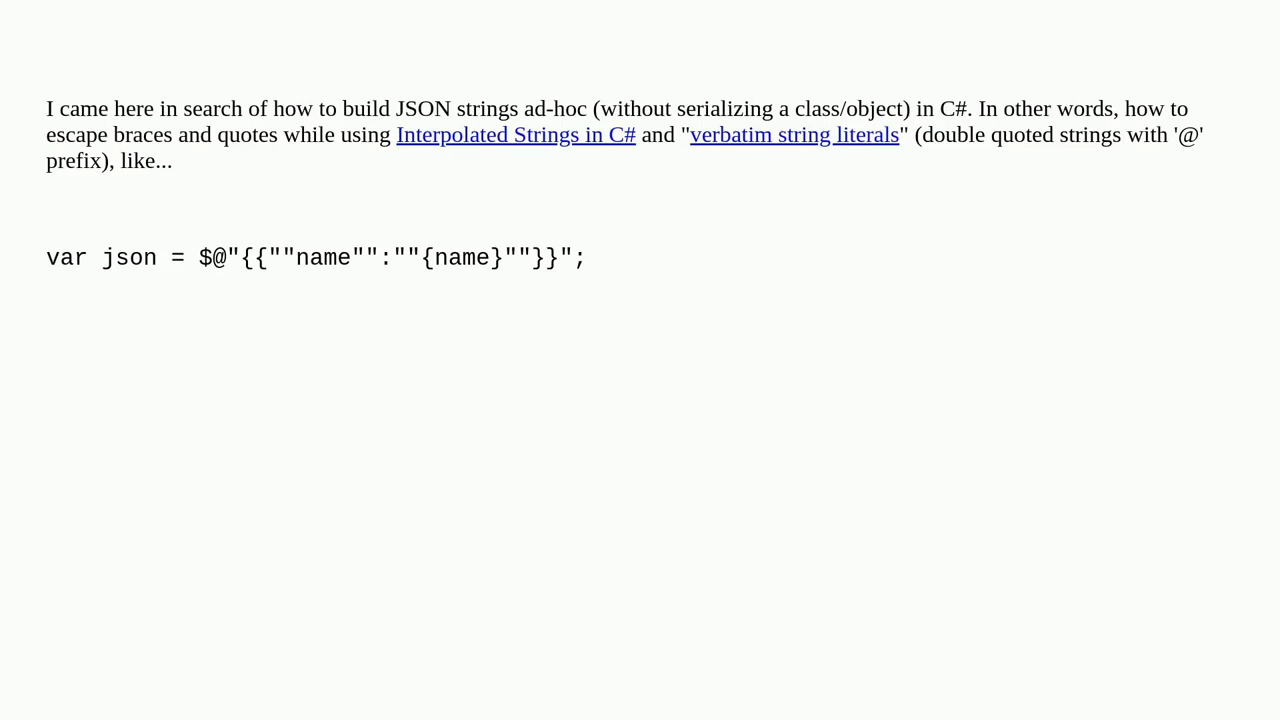 I came here in search of how to build JSON strings ad-hoc (without serializing a class/object) in C#. In other words, how to
escape braces and quotes while using Interpolated Strings in C# and "verbatim string literals" (double quoted strings with '@'
prefix), like...
var json = $@"{{""name"":""{name}""}}";